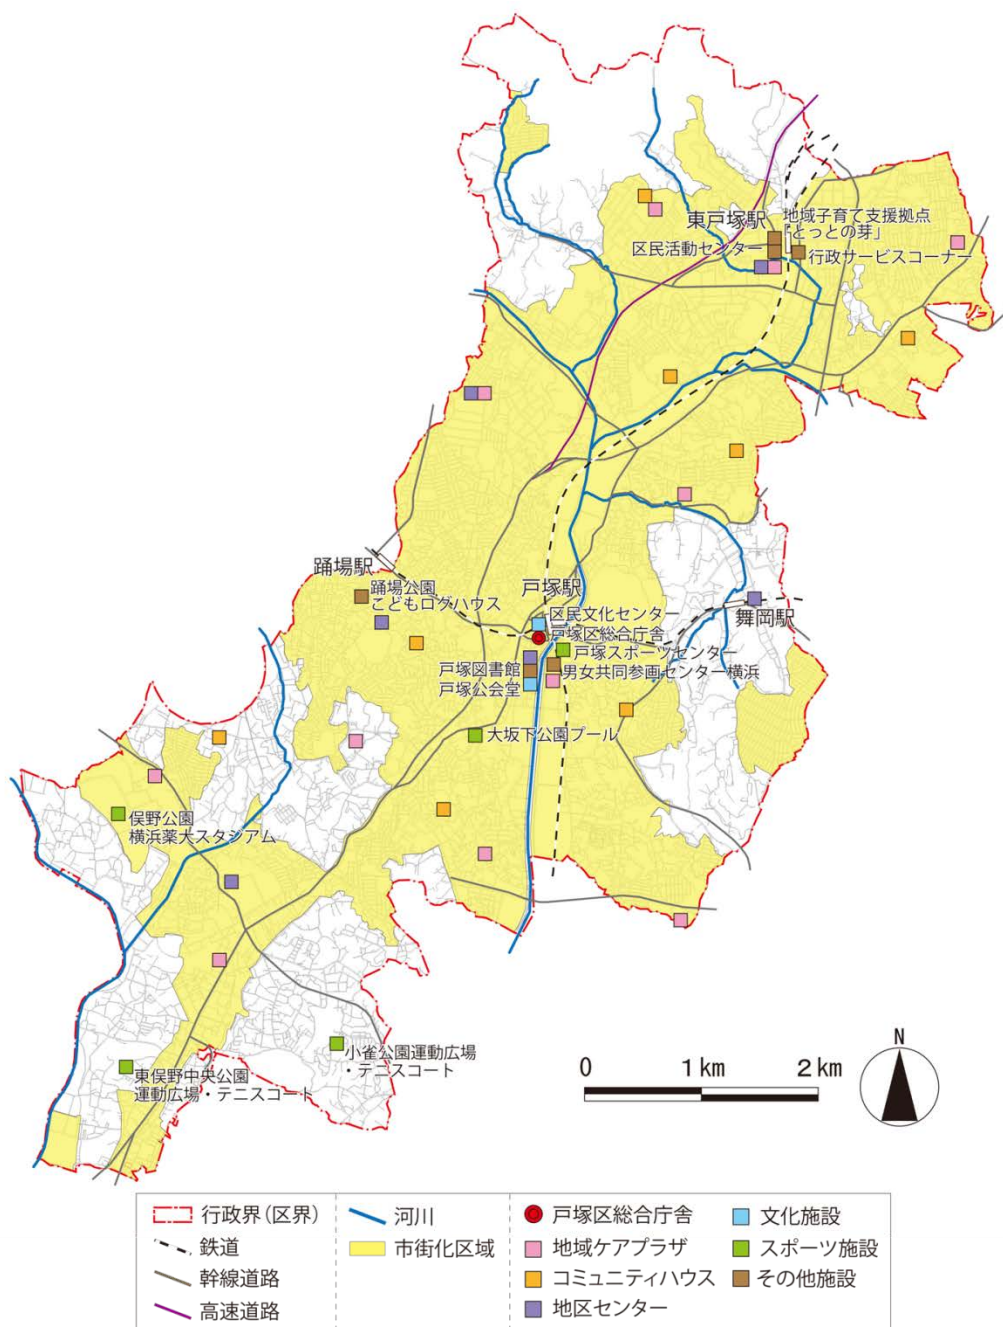 東戸塚駅
地域子育て支援拠点
「とっとの芽」
区民活動センター
行政サービスコーナー
踊場駅
踊場公園
こどもログハウス
戸塚駅
区民文化センター
戸塚区総合庁舎
戸塚スポーツセンター
男女共同参画センター横浜
戸塚図書館
戸塚公会堂
舞岡駅
大坂下公園プール
俣野公園
横浜薬大スタジアム
小雀公園運動広場
・テニスコート
東俣野中央公園
運動広場・テニスコート
0 1km 2km
N
行政界(区界)
鉄道
幹線道路
高速道路
河川
市街化区域
戸塚区総合庁舎
地域ケアプラザ
コミュニティハウス
地区センター
文化施設
スポーツ施設
その他施設